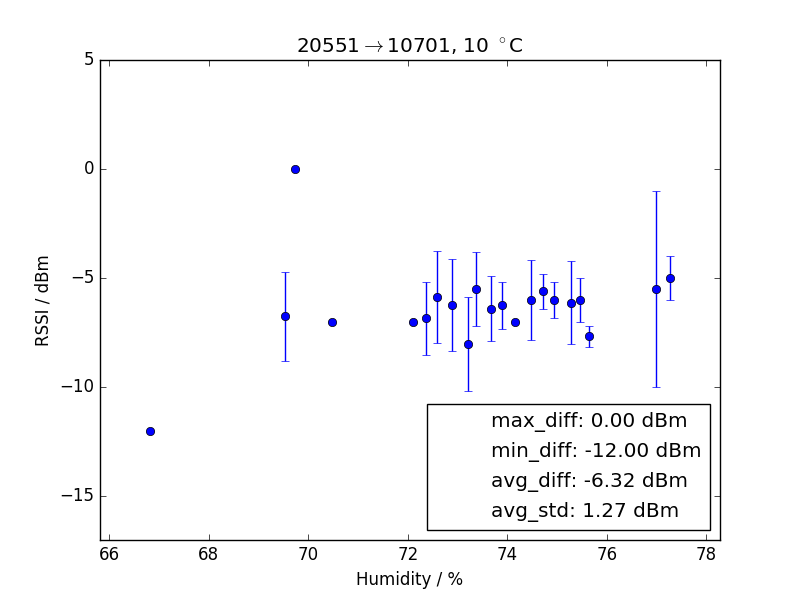 20551→10701, 10 °C
5
0
−5
−10
−15
RSSI / dBm
max_diff: 0.00 dBm
min_diff: -12.00 dBm
avg_diff: -6.32 dBm
avg_std: 1.27 dBm
66 68 70 72 74 76 78
Humidity / %